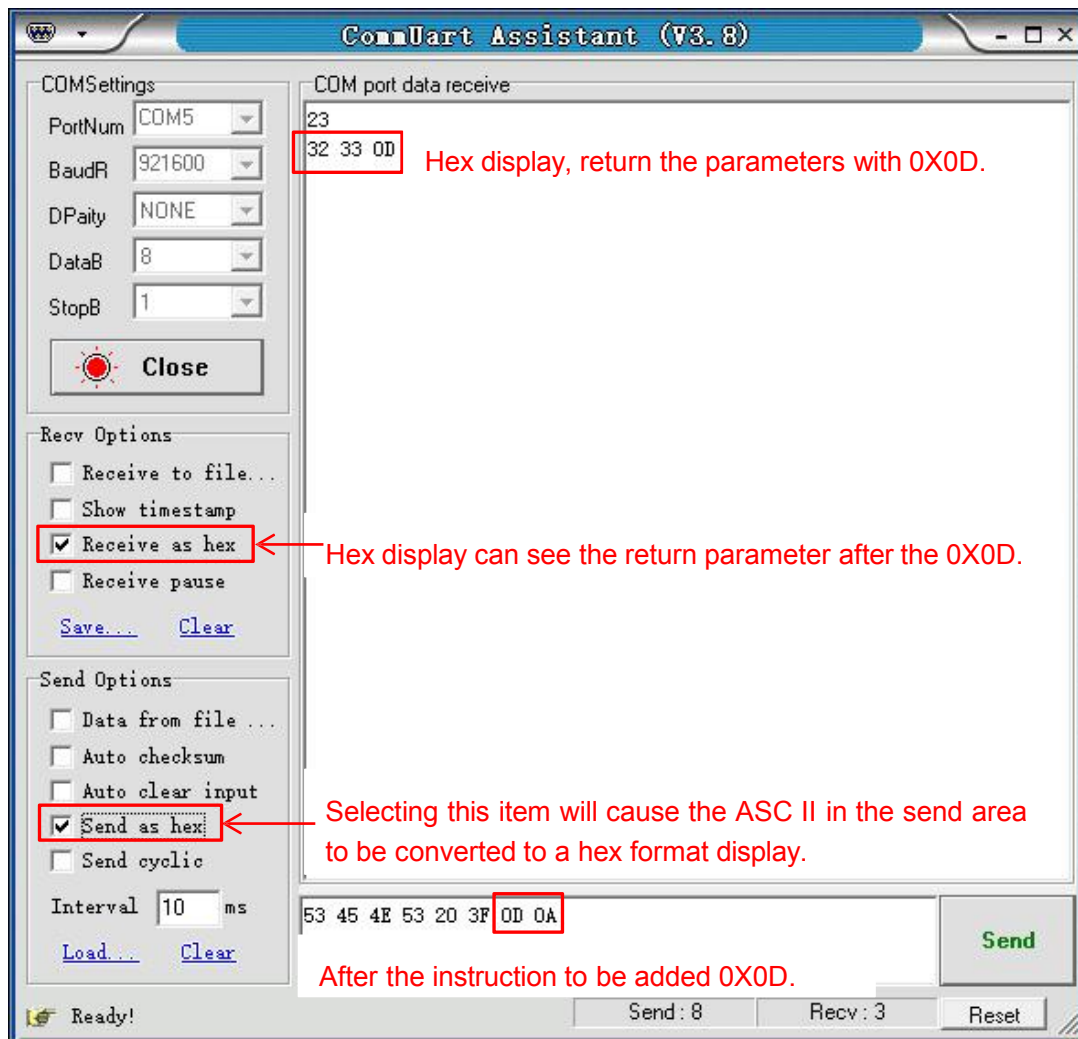 CommUart Assistant (V3.8)
COMSettings
PortNum COM5
BaudR 921600
DPaity NONE
DataB 8
StopB 1
Close
Recv Options
Receive to file...
Show timestamp
Receive as hex
Receive pause
Save... Clear
Send Options
Data from file ...
Auto checksum
Auto clear input
Send as hex
Send cyclic
Interval 10 ms
Load... Clear
COM port data receive
23
32 33 0D
Hex display, return the parameters with 0X0D.
Hex display can see the return parameter after the 0X0D.
Selecting this item will cause the ASC II in the send area
to be converted to a hex format display.
53 45 4E 53 20 3F 0D 0A
After the instruction to be added 0X0D.
Send
Ready!
Send : 8
Recv : 3
Reset